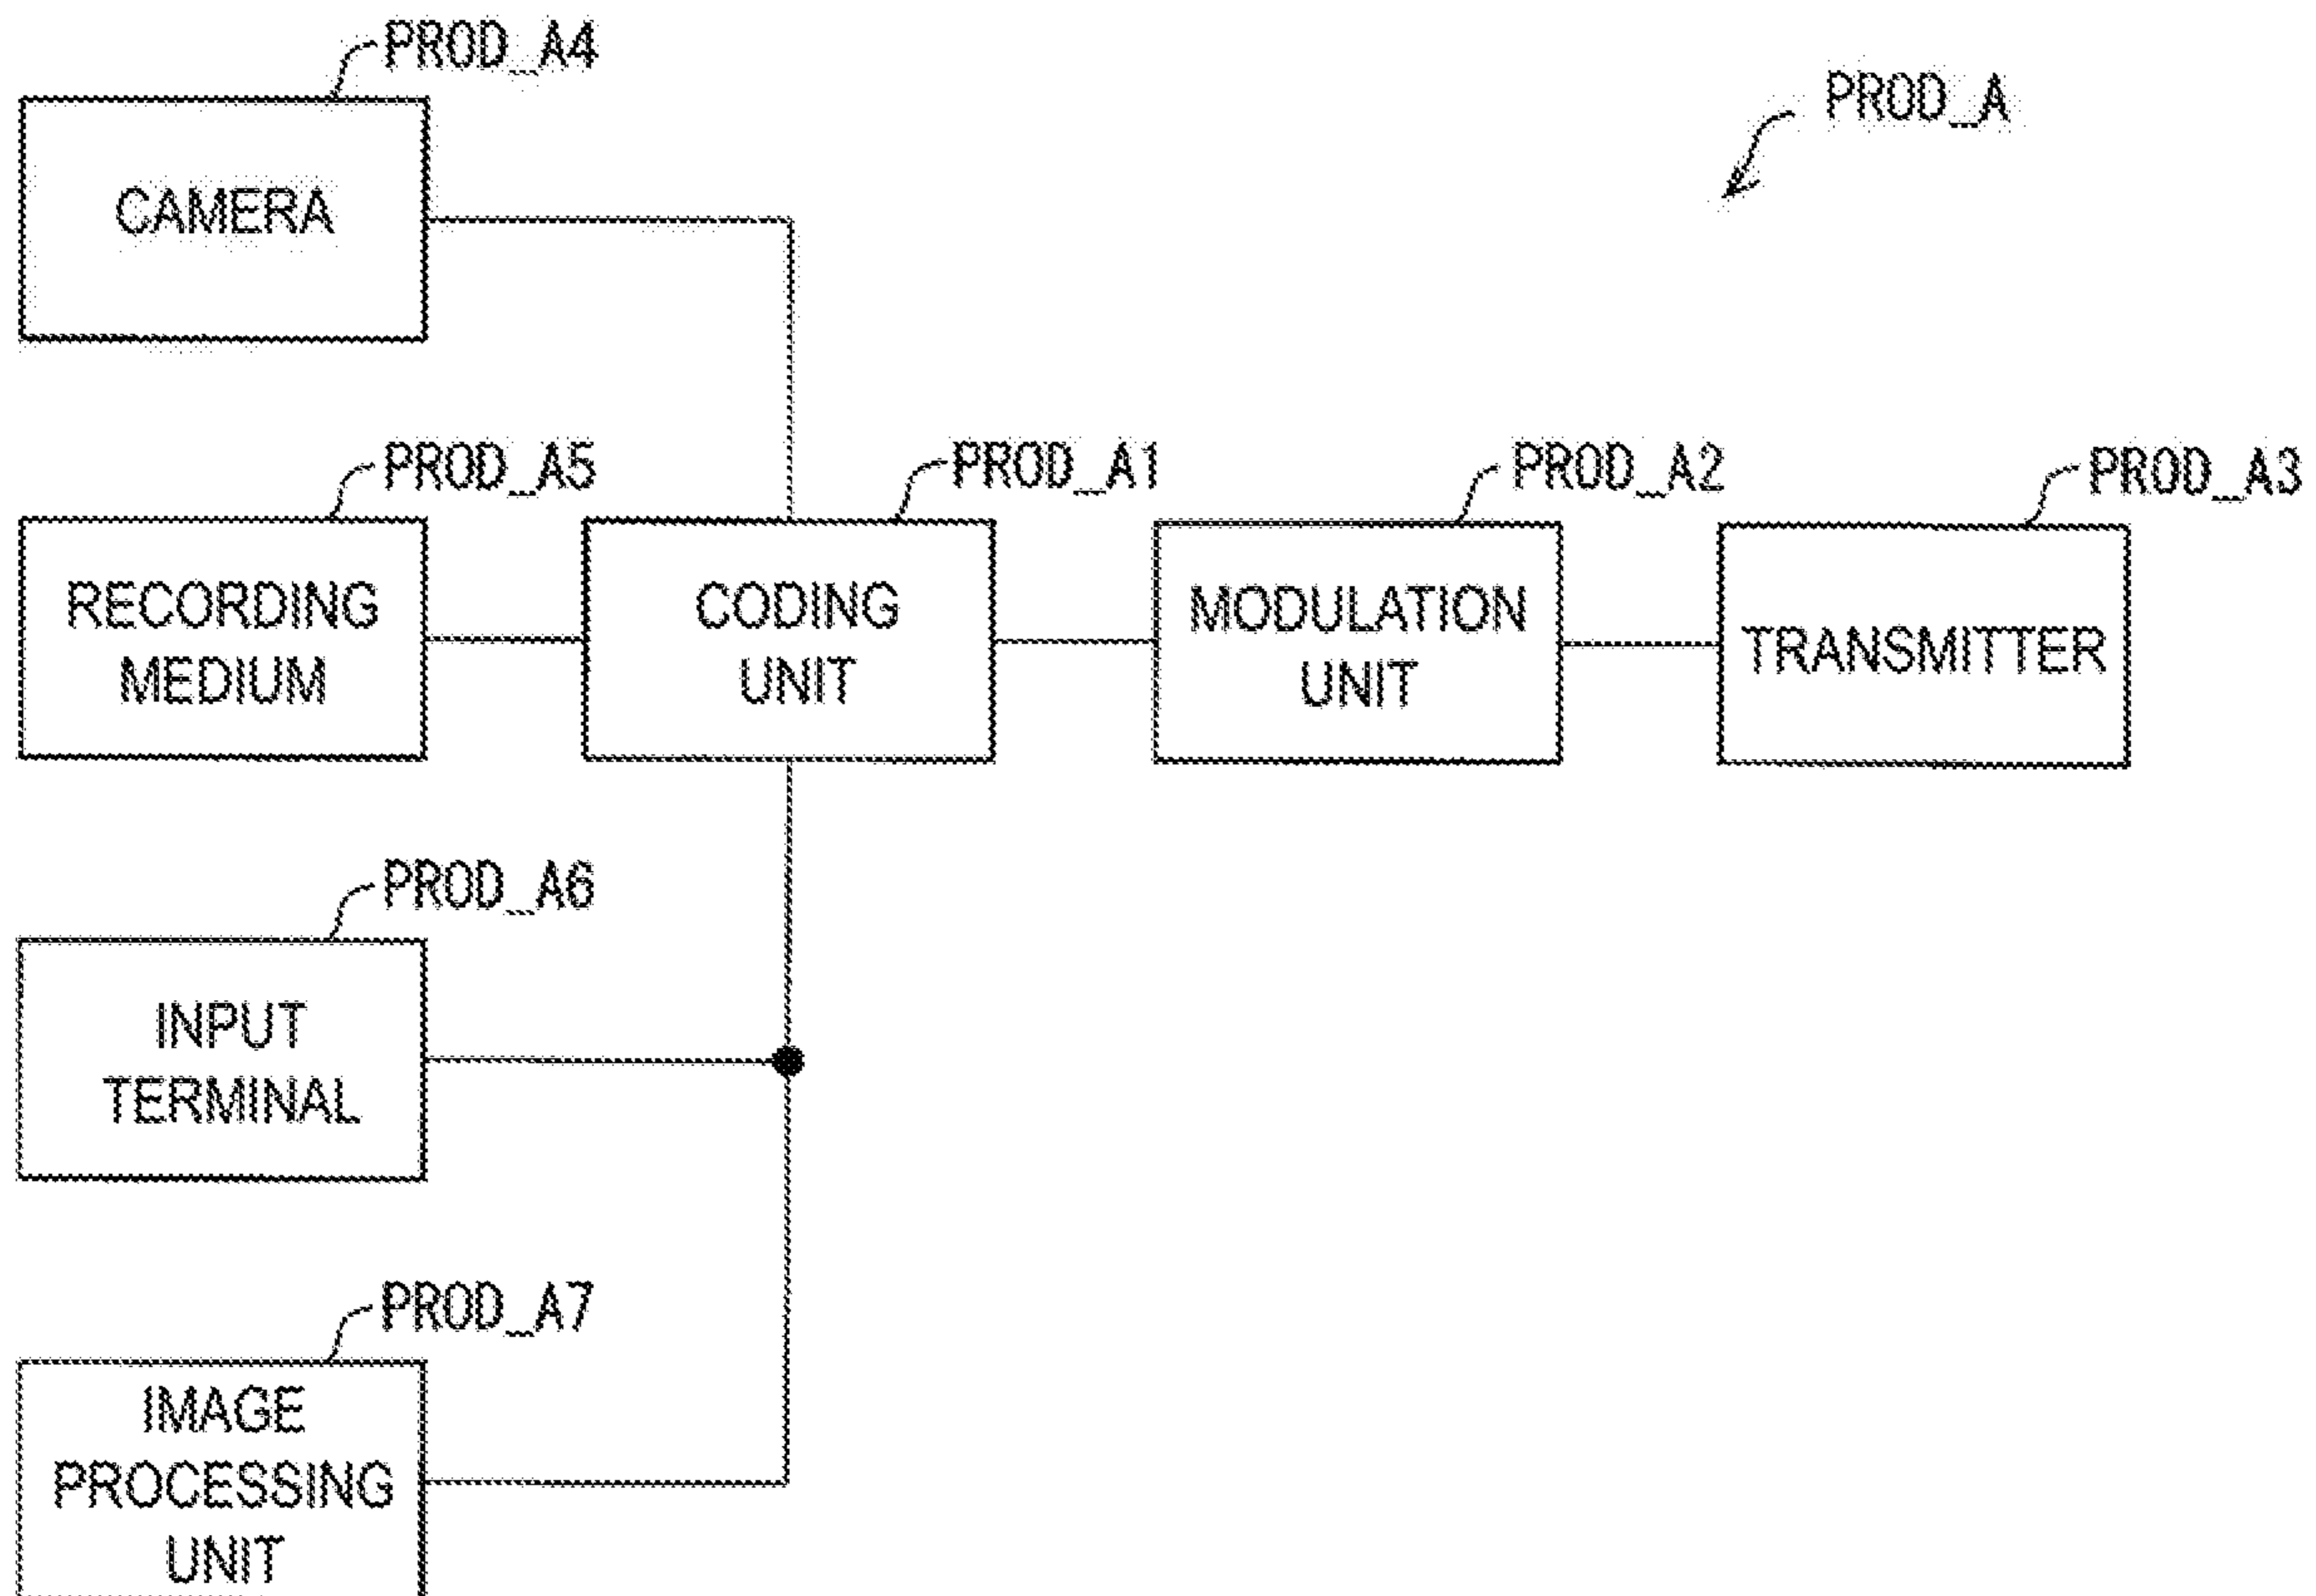 PROD_A4
PROD_A
CAMERA
PROD_A5
PROD_A1
PROD_A2
PROD_A3
RECORDING
MEDIUM
CODING
UNIT
MODULATION
UNIT
TRANSMITTER
PROD_A6
INPUT
TERMINAL
PROD_A7
IMAGE
PROCESSING
UNIT